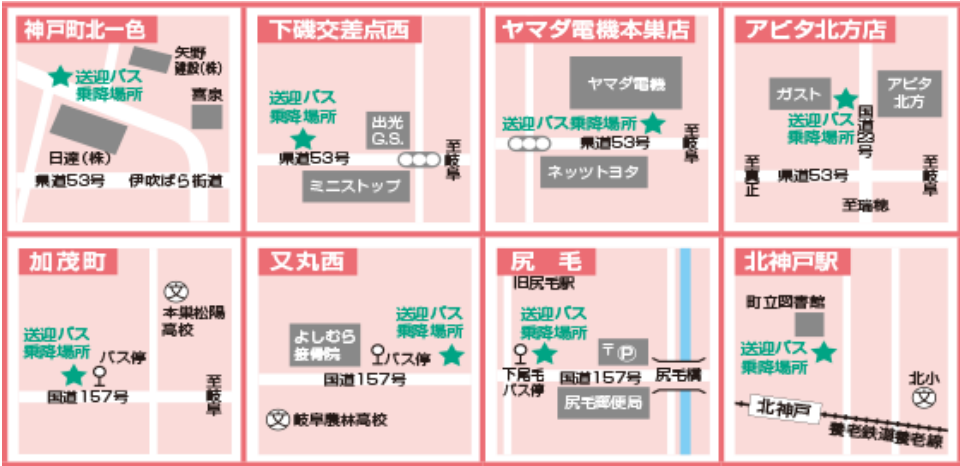 神戸町北一色
矢野
建設(株)
送迎バス
乗降場所
喜泉
日達(株)
県道53号
伊吹ばら街道
下磯交差点西
送迎バス
乗降場所
出光
G.S.
県道53号
至岐阜
ミニストップ
ヤマダ電機本巣店
ヤマダ電機
送迎バス乗降場所
県道53号
至岐阜
ネッツトヨタ
アピタ北方店
ガスト
アピタ
北方
送迎バス
乗降場所
国道23号
至真正
県道53号
至岐阜
至瑞穂
加茂町
文
本巣松陽
高校
送迎バス
乗降場所
バス停
国道157号
至岐阜
又丸西
よしむら
接骨院
送迎バス
乗降場所
バス停
国道157号
文
岐阜農林高校
尻毛
旧尻毛駅
送迎バス
乗降場所
〒Ⓟ
下尻毛
バス停
国道157号
尻毛橋
尻毛郵便局
北神戸駅
町立図書館
送迎バス
乗降場所
北小
文
北神戸
養老鉄道養老線